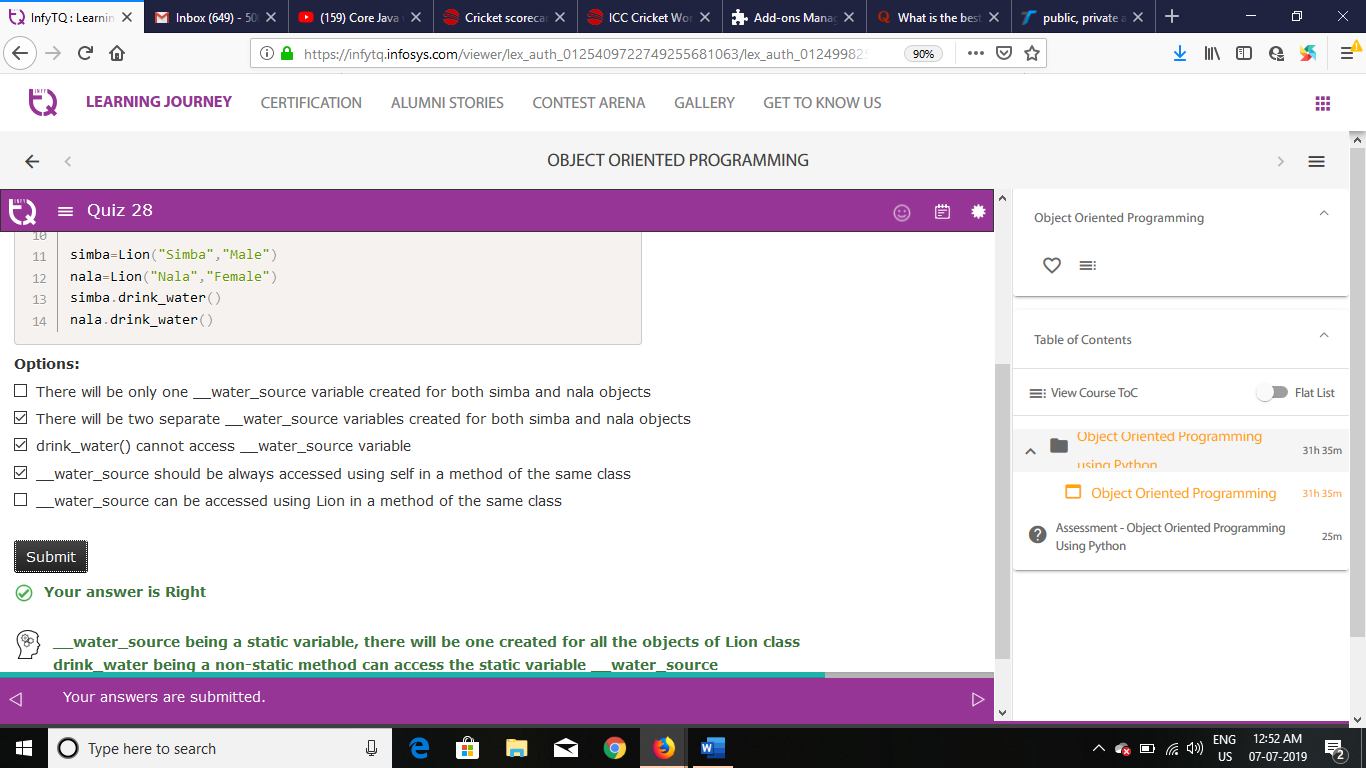 InfyTQ : Learnin
Inbox (649) - 50
(159) Core Java
Cricket scorecar
ICC Cricket Wor
Add-ons Manag
What is the best
public, private a
https://infytq.infosys.com/viewer/lex_auth_0125409722749255681063/lex_auth_01249982
90%
INFY TQ
LEARNING JOURNEY
CERTIFICATION
ALUMNI STORIES
CONTEST ARENA
GALLERY
GET TO KNOW US
OBJECT ORIENTED PROGRAMMING
Quiz 28
10
11 simba=Lion("Simba","Male")
12 nala=Lion("Nala","Female")
13 simba.drink_water()
14 nala.drink_water()
Options:
There will be only one __water_source variable created for both simba and nala objects
There will be two separate __water_source variables created for both simba and nala objects
drink_water() cannot access __water_source variable
__water_source should be always accessed using self in a method of the same class
__water_source can be accessed using Lion in a method of the same class
Submit
Your answer is Right
__water_source being a static variable, there will be one created for all the objects of Lion class
drink_water being a non-static method can access the static variable __water_source
Your answers are submitted.
Object Oriented Programming
Table of Contents
View Course ToC
Flat List
Object Oriented Programming
using Python
31h 35m
Object Oriented Programming
31h 35m
Assessment - Object Oriented Programming
Using Python
25m
Type here to search
ENG
US
12:52 AM
07-07-2019
2